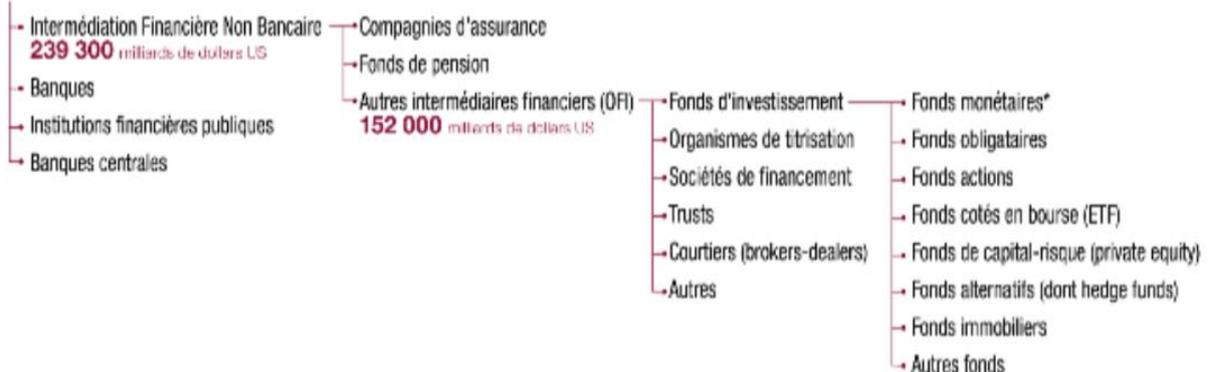 Intermédiation Financière Non Bancaire
239 300 milliards de dollars US
Banques
Institutions financières publiques
Banques centrales
Compagnies d'assurance
Fonds de pension
Autres intermédiaires financiers (OFI)
152 000 milliards de dollars US
Fonds d'investissement
Organismes de titrisation
Sociétés de financement
Trusts
Courtiers (brokers-dealers)
Autres
Fonds monétaires*
Fonds obligataires
Fonds actions
Fonds cotés en bourse (ETF)
Fonds de capital-risque (private equity)
Fonds alternatifs (dont hedge funds)
Fonds immobiliers
Autres fonds